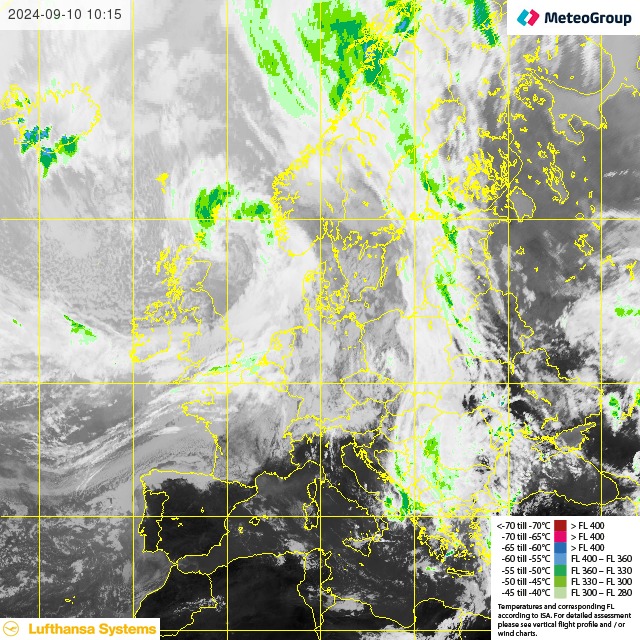 2024-09-10 10:15
MeteoGroup
<-70 till -70°C > FL 400
-70 till -65°C > FL 400
-65 till -60°C > FL 400
-60 till -55°C FL 400 – FL 360
-55 till -50°C FL 360 – FL 330
-50 till -45°C FL 330 – FL 300
-45 till -40°C FL 300 – FL 280
Temperatures and corresponding FL
according to ISA. For detailed assessment
please see vertical flight profile and / or
wind charts.
Lufthansa Systems